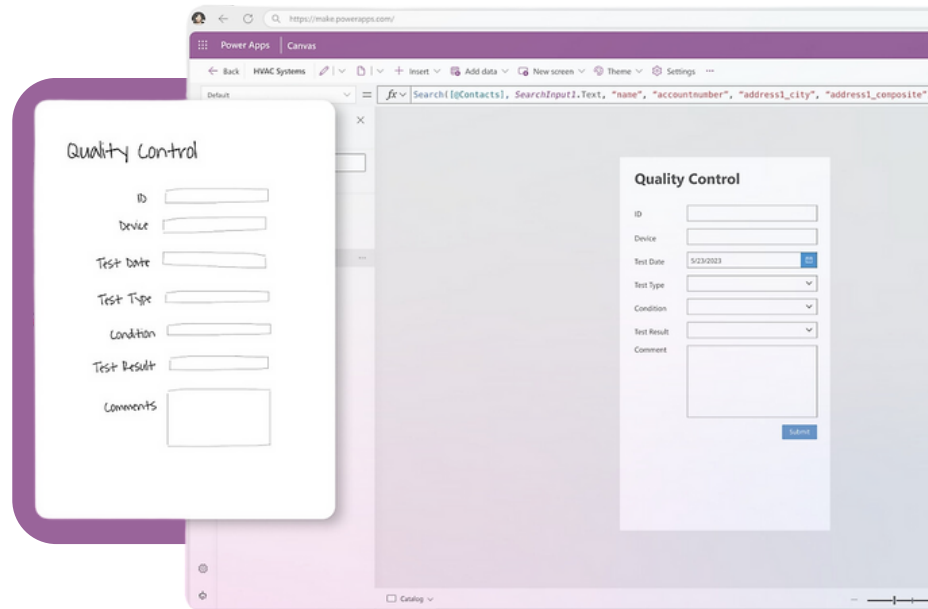 https://make.powerapps.com/
Power Apps | Canvas
Back HVAC Systems Insert Add data New screen Theme Settings ...
Default = fx Search([@Contacts], SearchInput1.Text, "name", "accountnumber", "address1_city", "address1_composite"
Quality Control
ID
Device
Test Date
Test Type
Condition
Test Result
Comments
Quality Control
ID
Device
Test Date 5/23/2023
Test Type
Condition
Test Result
Comment
Submit
Catalog